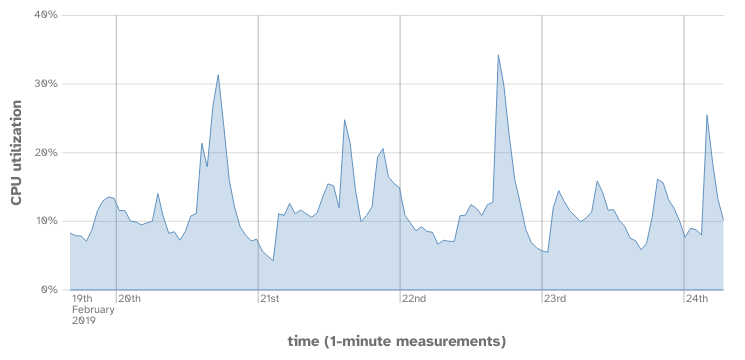 40%
30%
20%
10%
0%
CPU utilization
19th
February
2019
20th
21st
22nd
23rd
24th
time (1-minute measurements)